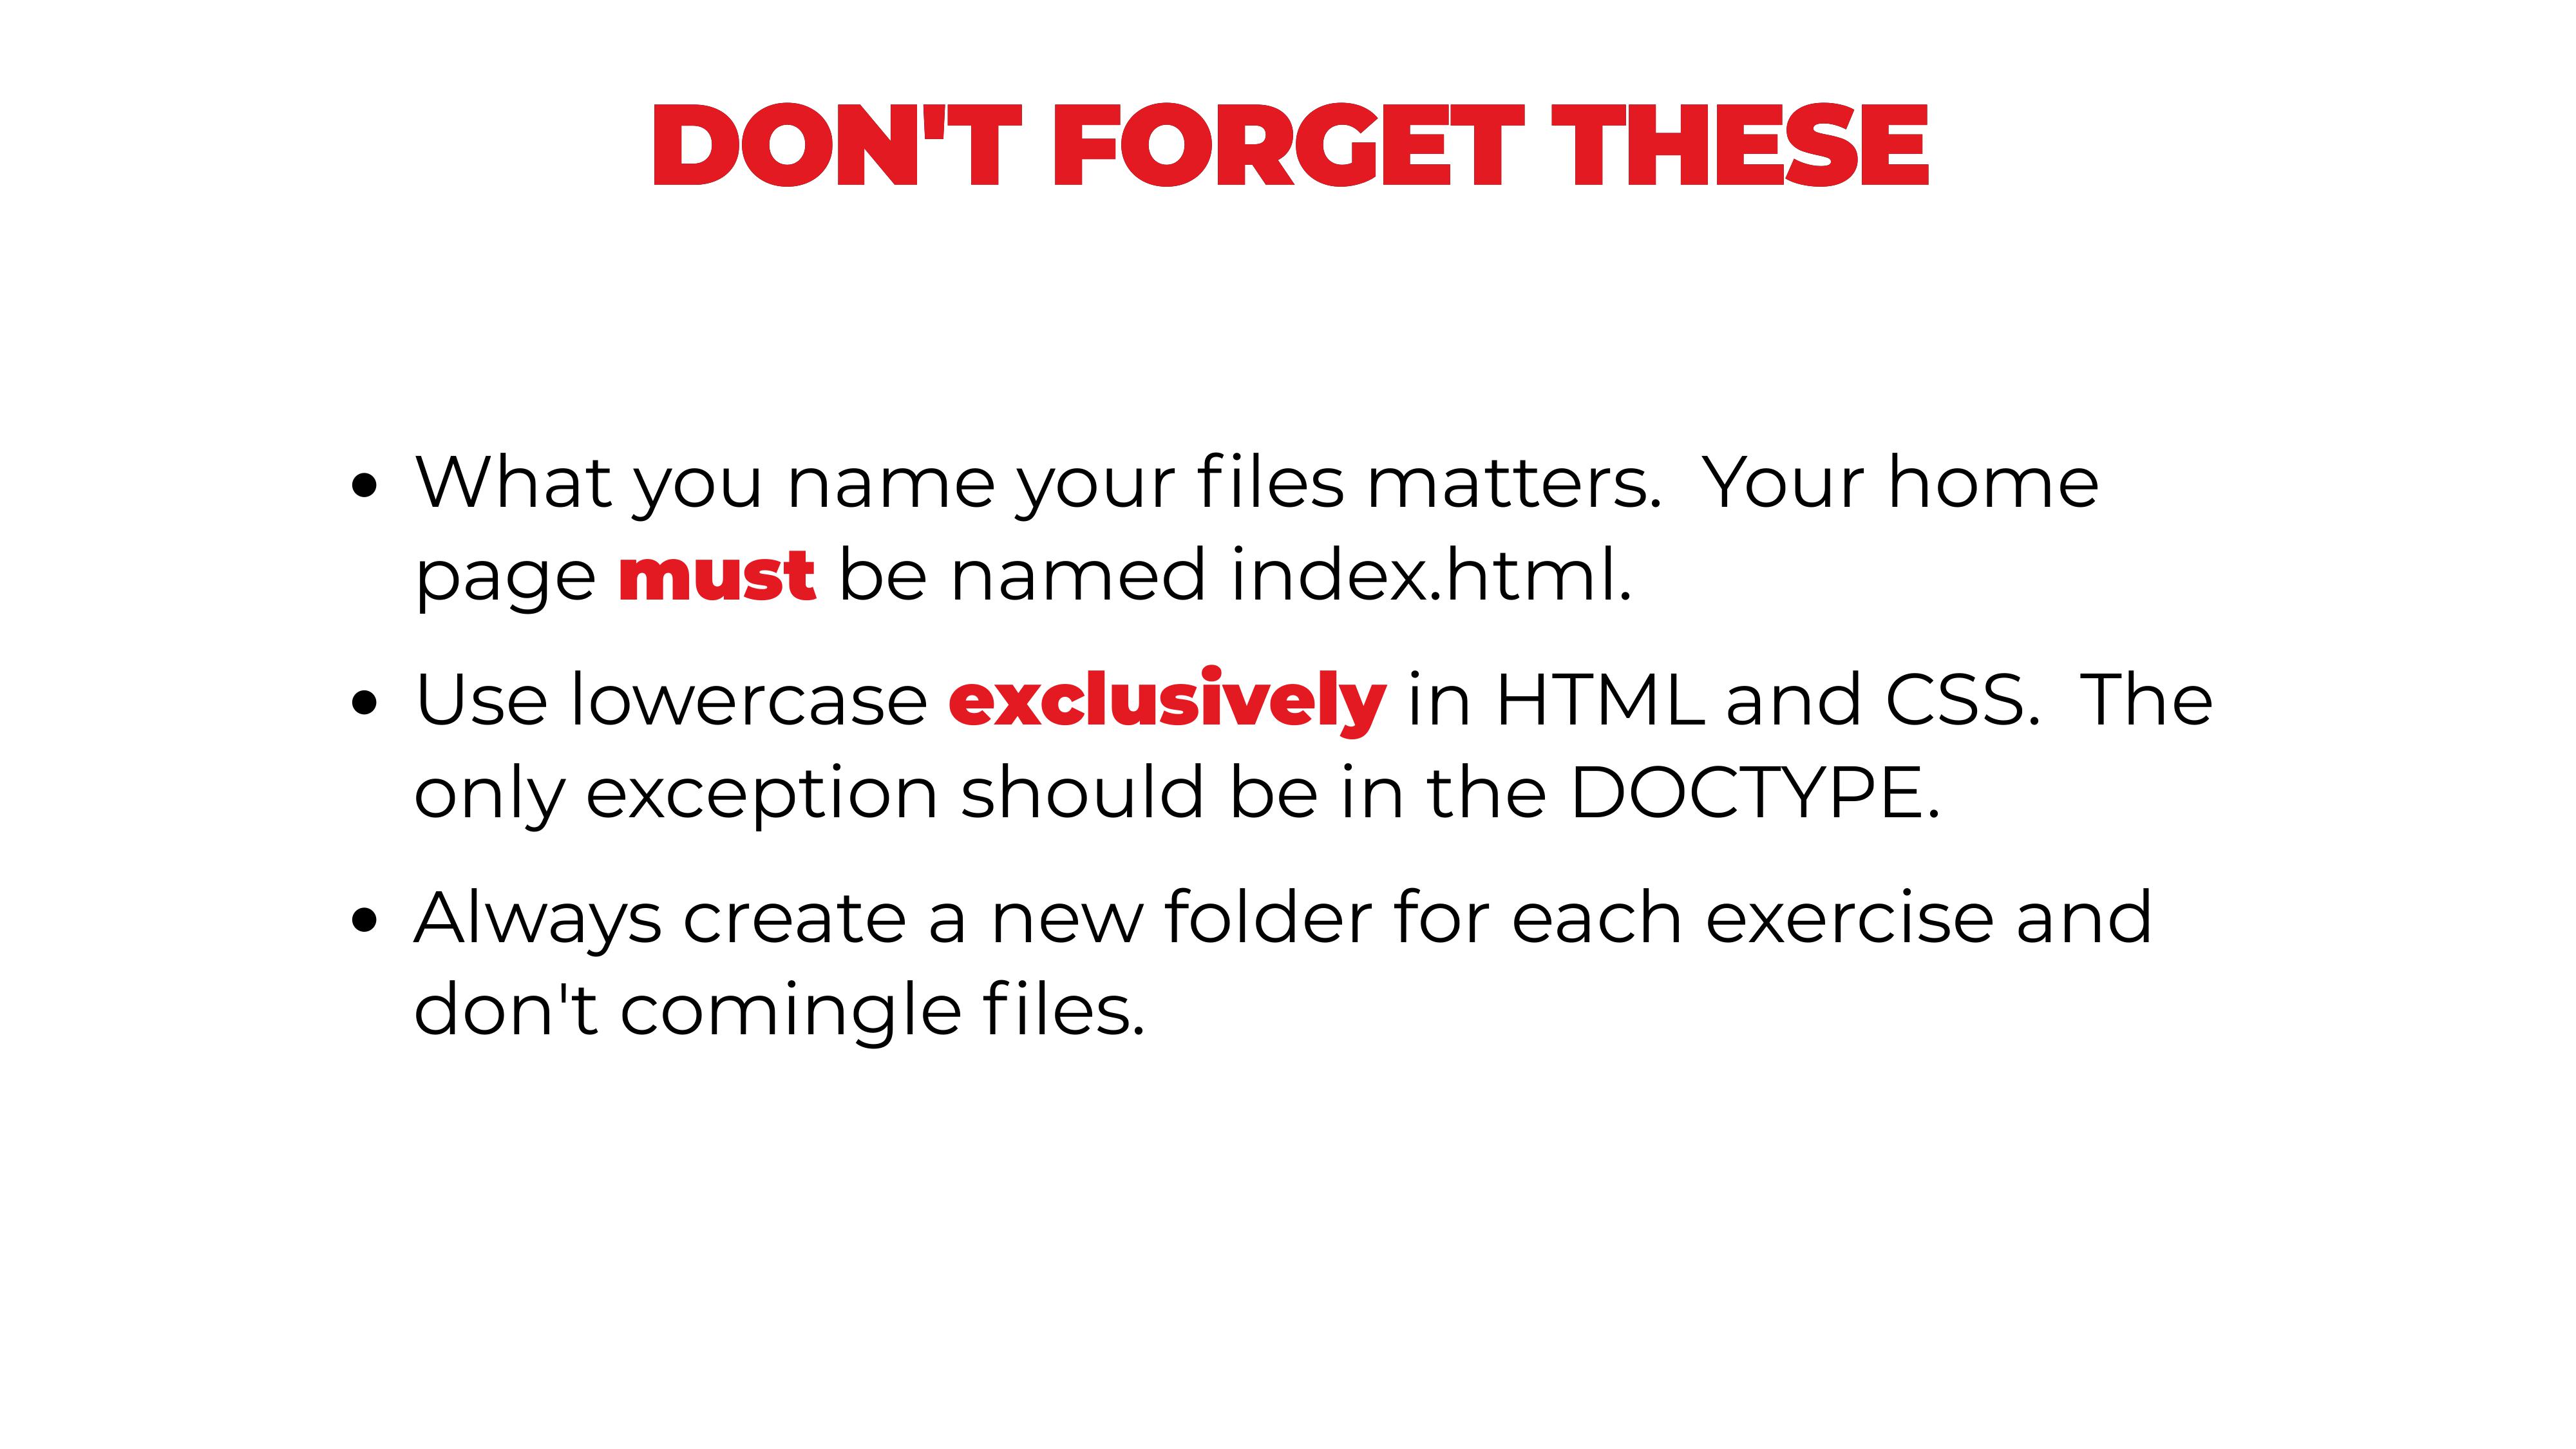 DON'T FORGET THESE
• What you name your files matters.  Your home
page must be named index.html.
• Use lowercase exclusively in HTML and CSS.  The
only exception should be in the DOCTYPE.
• Always create a new folder for each exercise and
don't comingle files.